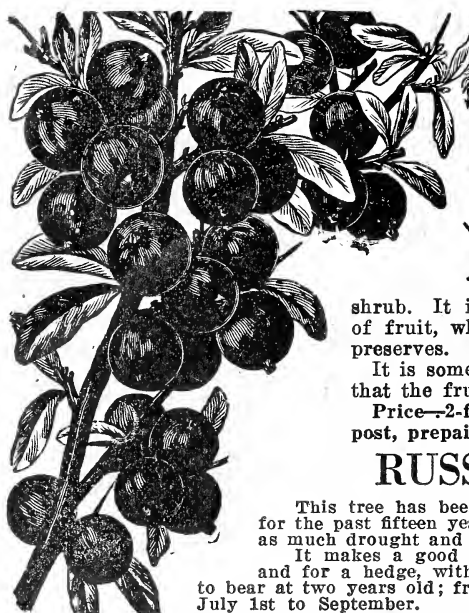 shrub. It i
of fruit, wh
preserves.
It is some
that the fru
Price—2-f
post, prepai
RUSS
This tree has bee
for the past fifteen ye
as much drought and
It makes a good
and for a hedge, with
to bear at two years old; fr
July 1st to September.